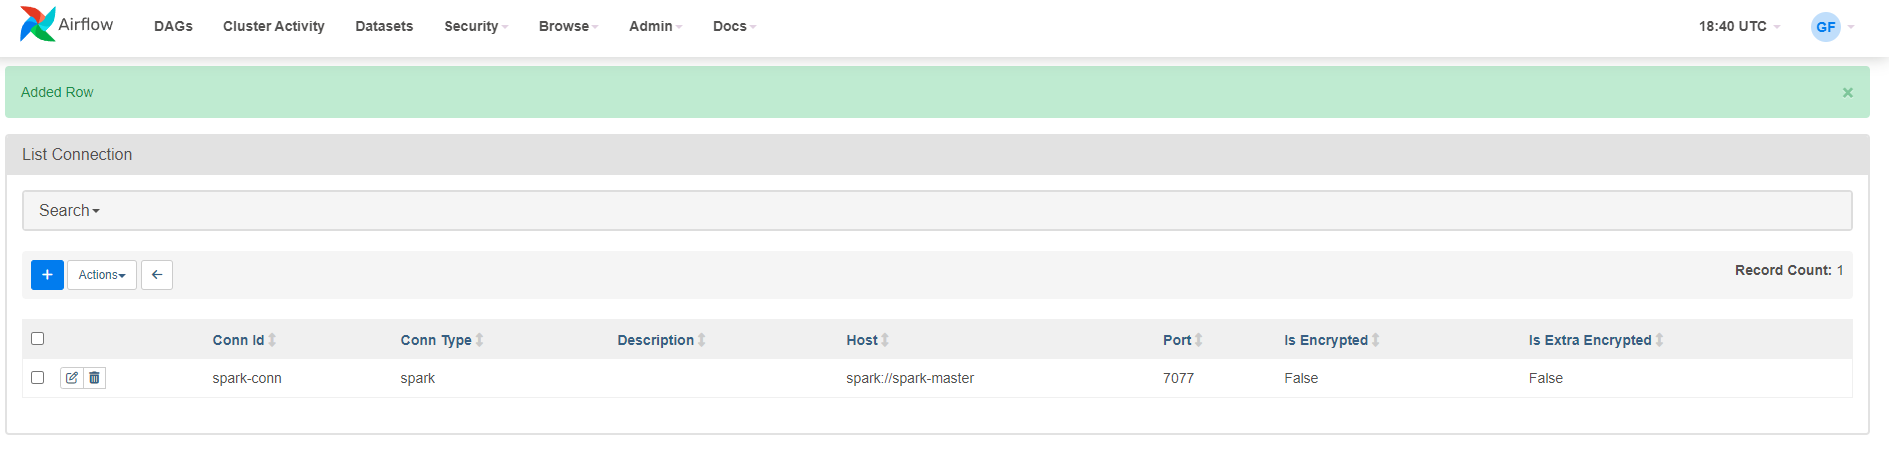 Airflow DAGs Cluster Activity Datasets Security Browse Admin Docs 18:40 UTC GF
Added Row ×
List Connection
Search
+ Actions ← Record Count: 1
Conn Id Conn Type Description Host Port Is Encrypted Is Extra Encrypted
spark-conn spark spark://spark-master 7077 False False